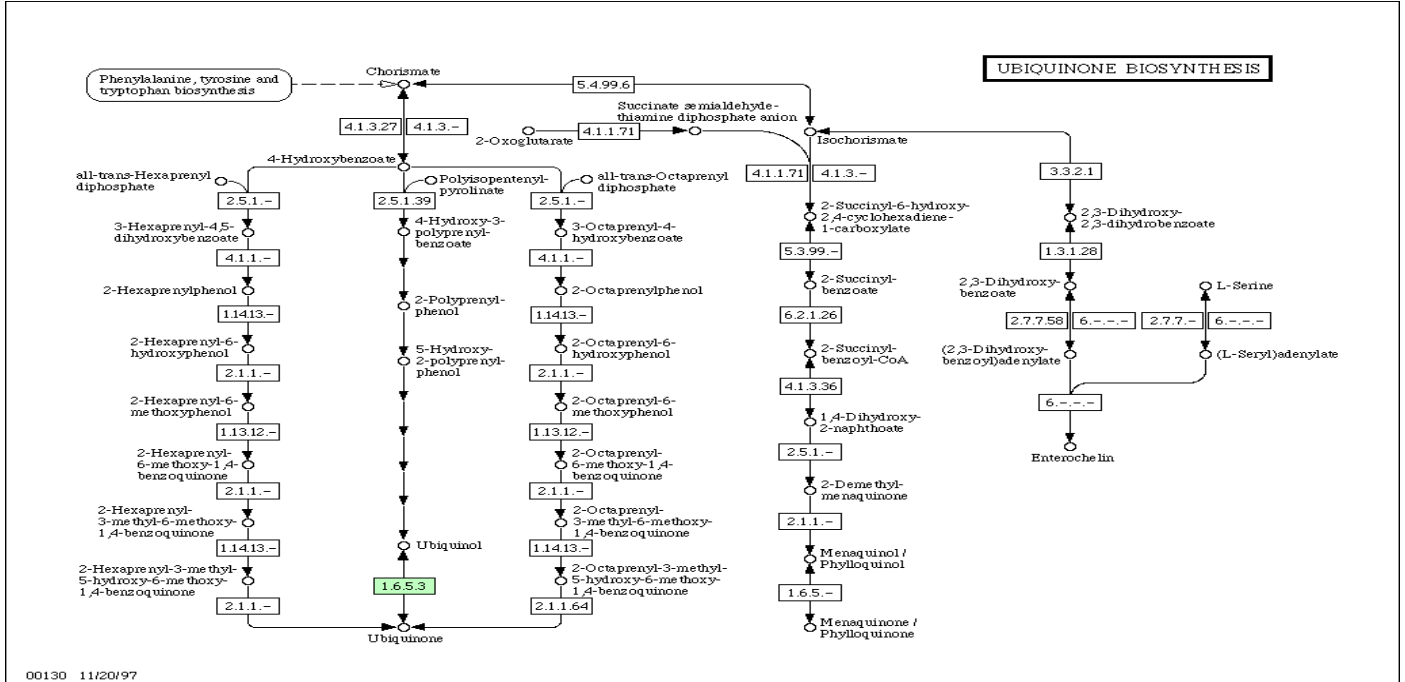 UBIQUINONE BIOSYNTHESIS
Phenylalanine, tyrosine and
tryptophan biosynthesis
Chorismate
5.4.99.6
Succinate semialdehyde-
thiamine diphosphate anion
4.1.3.27
4.1.3.-
2-Oxoglutarate
4.1.1.71
Isochorismate
4-Hydroxybenzoate
all-trans-Hexaprenyl
diphosphate
Polyisopentenyl-
pyrolinate
all-trans-Octaprenyl
diphosphate
4.1.1.71
4.1.3.-
3.3.2.1
2.5.1.-
2.5.1.39
2.5.1.-
3-Hexaprenyl-4,5-
dihydroxybenzoate
4-Hydroxy-3-
polyprenyl-
benzoate
3-Octaprenyl-4-
hydroxybenzoate
2-Succinyl-6-hydroxy-
2,4-cyclohexadiene-
1-carboxylate
2,3-Dihydroxy-
2,3-dihydrobenzoate
4.1.1.-
4.1.1.-
5.3.99.-
1.3.1.28
2-Hexaprenylphenol
2-Polyprenyl-
phenol
2-Octaprenylphenol
2-Succinyl-
benzoate
2,3-Dihydroxy-
benzoate
L-Serine
1.14.13.-
1.14.13.-
6.2.1.26
2.7.7.58
6.-.-.-
2.7.7.-
6.-.-.-
2-Hexaprenyl-6-
hydroxyphenol
5-Hydroxy-
2-polyprenyl-
phenol
2-Octaprenyl-6-
hydroxyphenol
2-Succinyl-
benzoyl-CoA
(2,3-Dihydroxy-
benzoyl)adenylate
(L-Seryl)adenylate
2.1.1.-
2.1.1.-
4.1.3.36
6.-.-.-
2-Hexaprenyl-6-
methoxyphenol
2-Octaprenyl-6-
methoxyphenol
1,4-Dihydroxy-
2-naphthoate
1.13.12.-
1.13.12.-
2.5.1.-
Enterochelin
2-Hexaprenyl-
6-methoxy-1,4-
benzoquinone
2-Octaprenyl-
6-methoxy-1,4-
benzoquinone
2-Demethyl-
menaquinone
2.1.1.-
2.1.1.-
2.1.1.-
2-Hexaprenyl-
3-methyl-6-methoxy-
1,4-benzoquinone
2-Octaprenyl-
3-methyl-6-methoxy-
1,4-benzoquinone
Ubiquinol
Menaquinol /
Phylloquinol
1.14.13.-
1.14.13.-
2-Hexaprenyl-3-methyl-
5-hydroxy-6-methoxy-
1,4-benzoquinone
1.6.5.3
2-Octaprenyl-3-methyl-
5-hydroxy-6-methoxy-
1,4-benzoquinone
1.6.5.-
2.1.1.-
2.1.1.64
Ubiquinone
Menaquinone /
Phylloquinone
00130 11/20/97